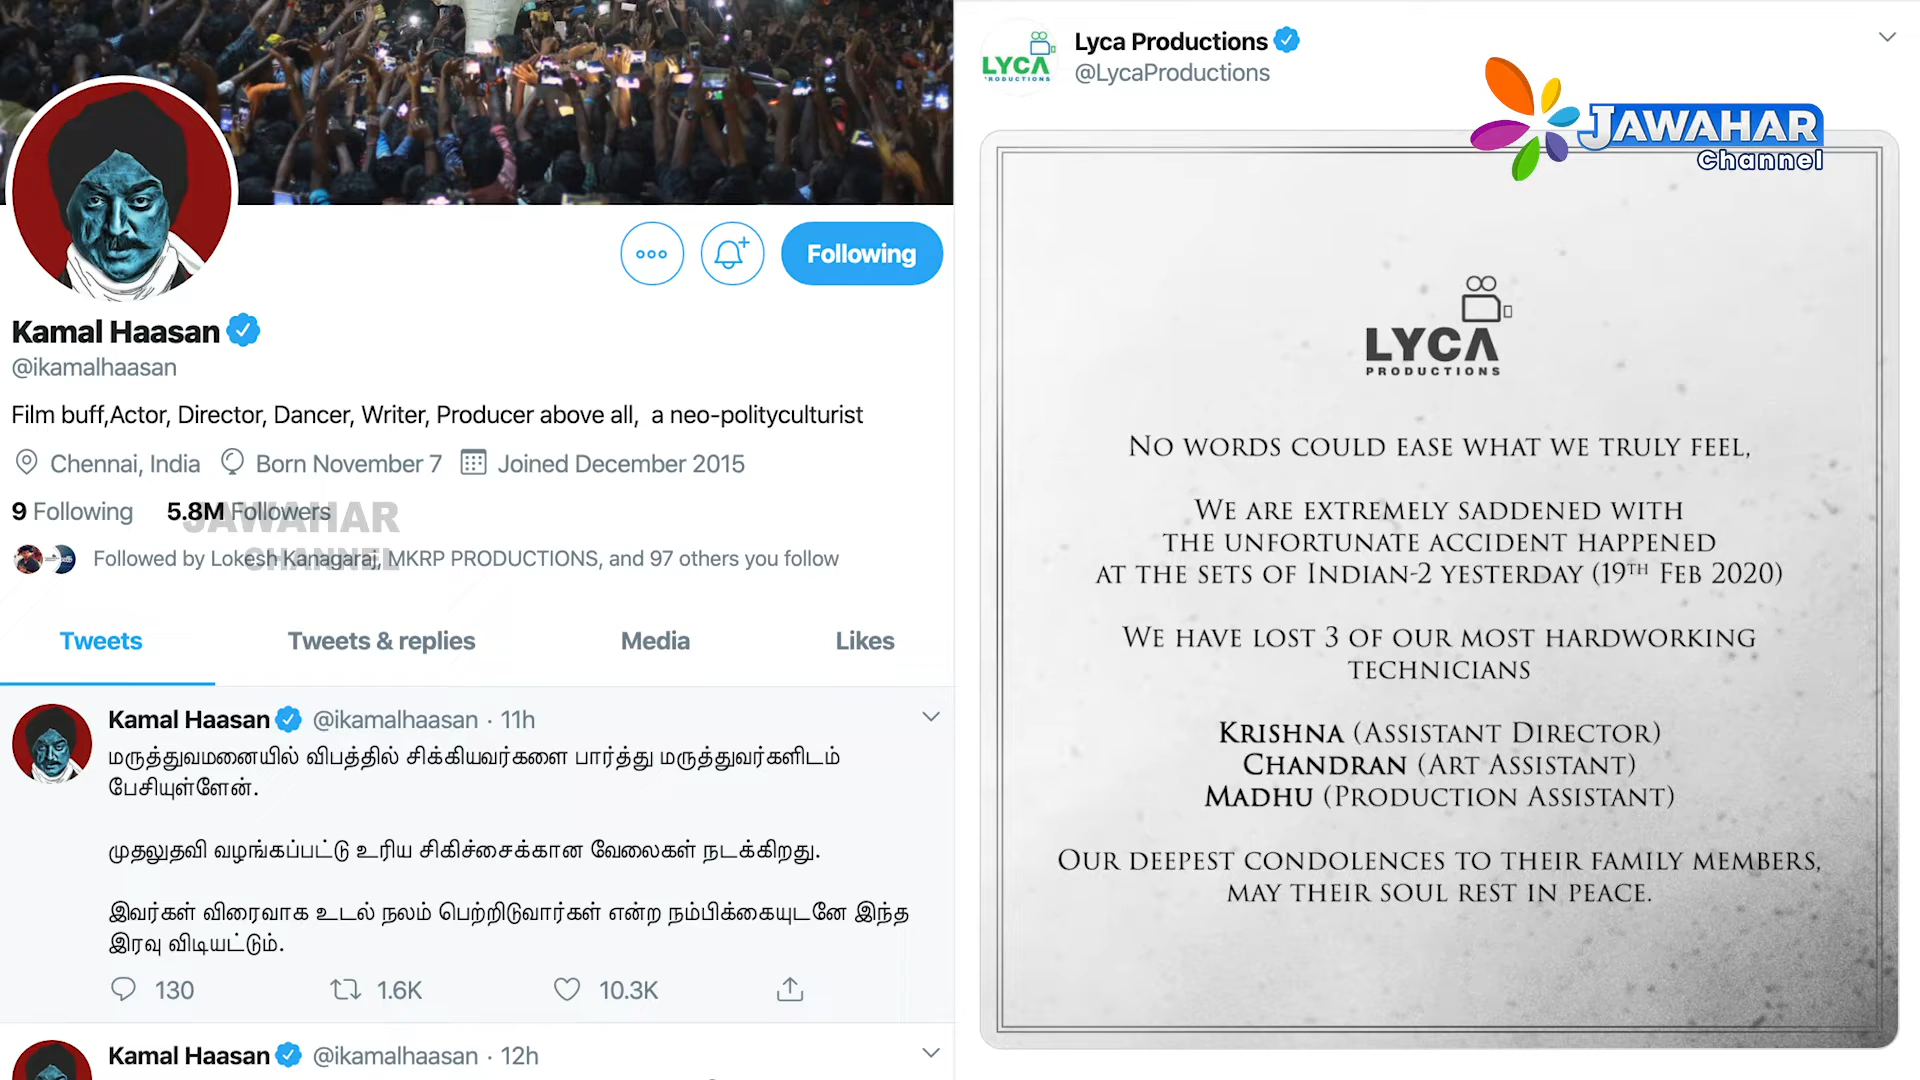 Kamal Haasan
@ikamalhaasan
Following
Film buff,Actor, Director, Dancer, Writer, Producer above all, a neo-polityculturist
Chennai, India Born November 7 Joined December 2015
9 Following 5.8M Followers
JAWAHAR
CHANNEL
Followed by Lokesh Kanagaraj, MKRP PRODUCTIONS, and 97 others you follow
Tweets Tweets & replies Media Likes
Kamal Haasan @ikamalhaasan · 11h
மருத்துவமனையில் விபத்தில் சிக்கியவர்களை பார்த்து மருத்துவர்களிடம்
பேசியுள்ளேன்.
முதலுதவி வழங்கப்பட்டு உரிய சிகிச்சைக்கான வேலைகள் நடக்கிறது.
இவர்கள் விரைவாக உடல் நலம் பெற்றிடுவார்கள் என்ற நம்பிக்கையுடனே இந்த
இரவு விடியட்டும்.
130 1.6K 10.3K
Kamal Haasan @ikamalhaasan · 12h
LYCA
PRODUCTIONS
Lyca Productions
@LycaProductions
JAWAHAR
Channel
LYCA
PRODUCTIONS
NO WORDS COULD EASE WHAT WE TRULY FEEL,
WE ARE EXTREMELY SADDENED WITH
THE UNFORTUNATE ACCIDENT HAPPENED
AT THE SETS OF INDIAN-2 YESTERDAY (19TH FEB 2020)
WE HAVE LOST 3 OF OUR MOST HARDWORKING
TECHNICIANS
KRISHNA (ASSISTANT DIRECTOR)
CHANDRAN (ART ASSISTANT)
MADHU (PRODUCTION ASSISTANT)
OUR DEEPEST CONDOLENCES TO THEIR FAMILY MEMBERS,
MAY THEIR SOUL REST IN PEACE.